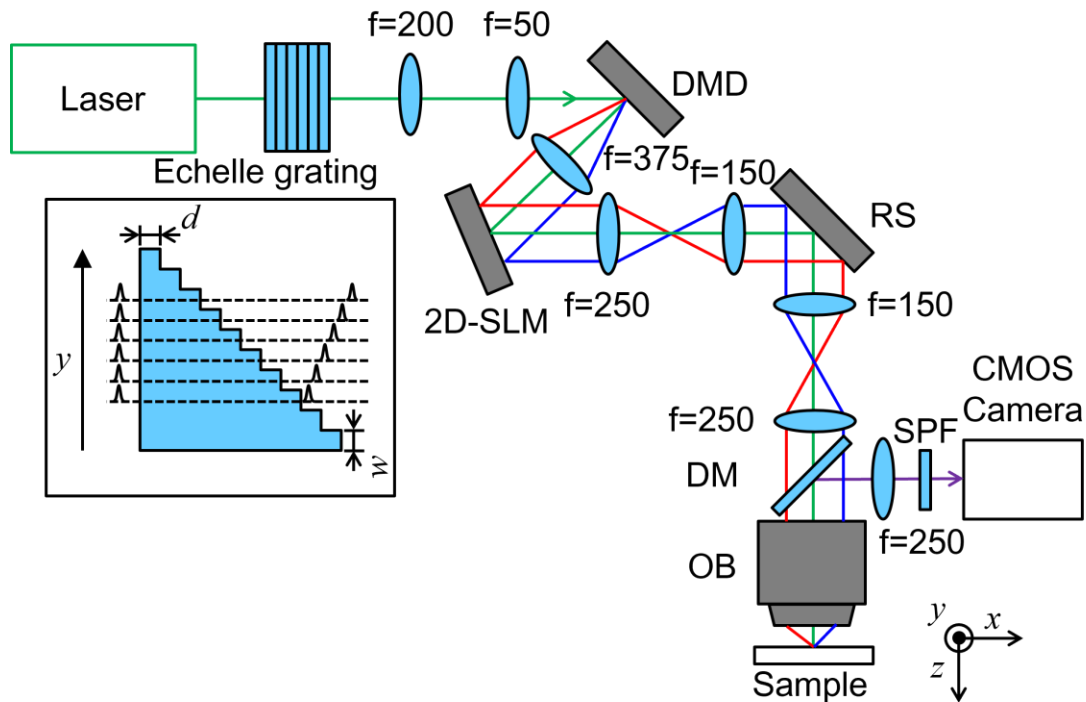 f=200
f=50
Laser
DMD
Echelle grating
f=375
f=150
RS
d
y
w
2D-SLM
f=250
f=150
f=250
CMOS
Camera
SPF
DM
f=250
OB
y
x
z
Sample